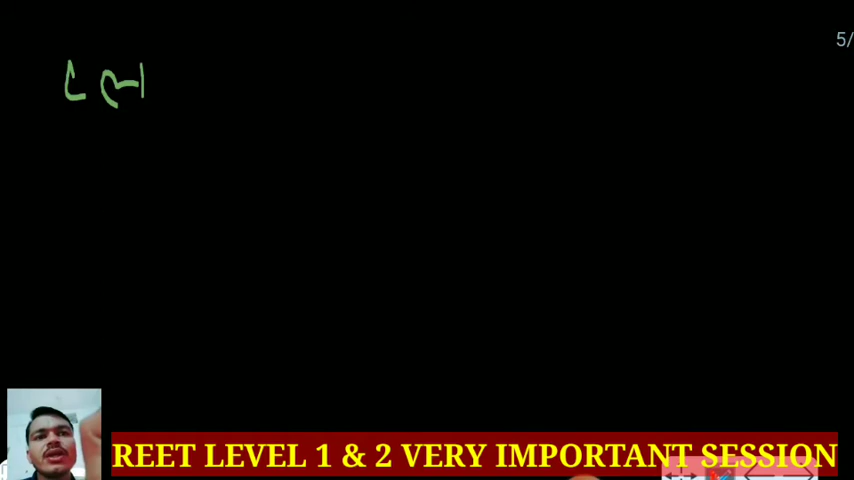 5/
REET LEVEL 1 & 2 VERY IMPORTANT SESSION